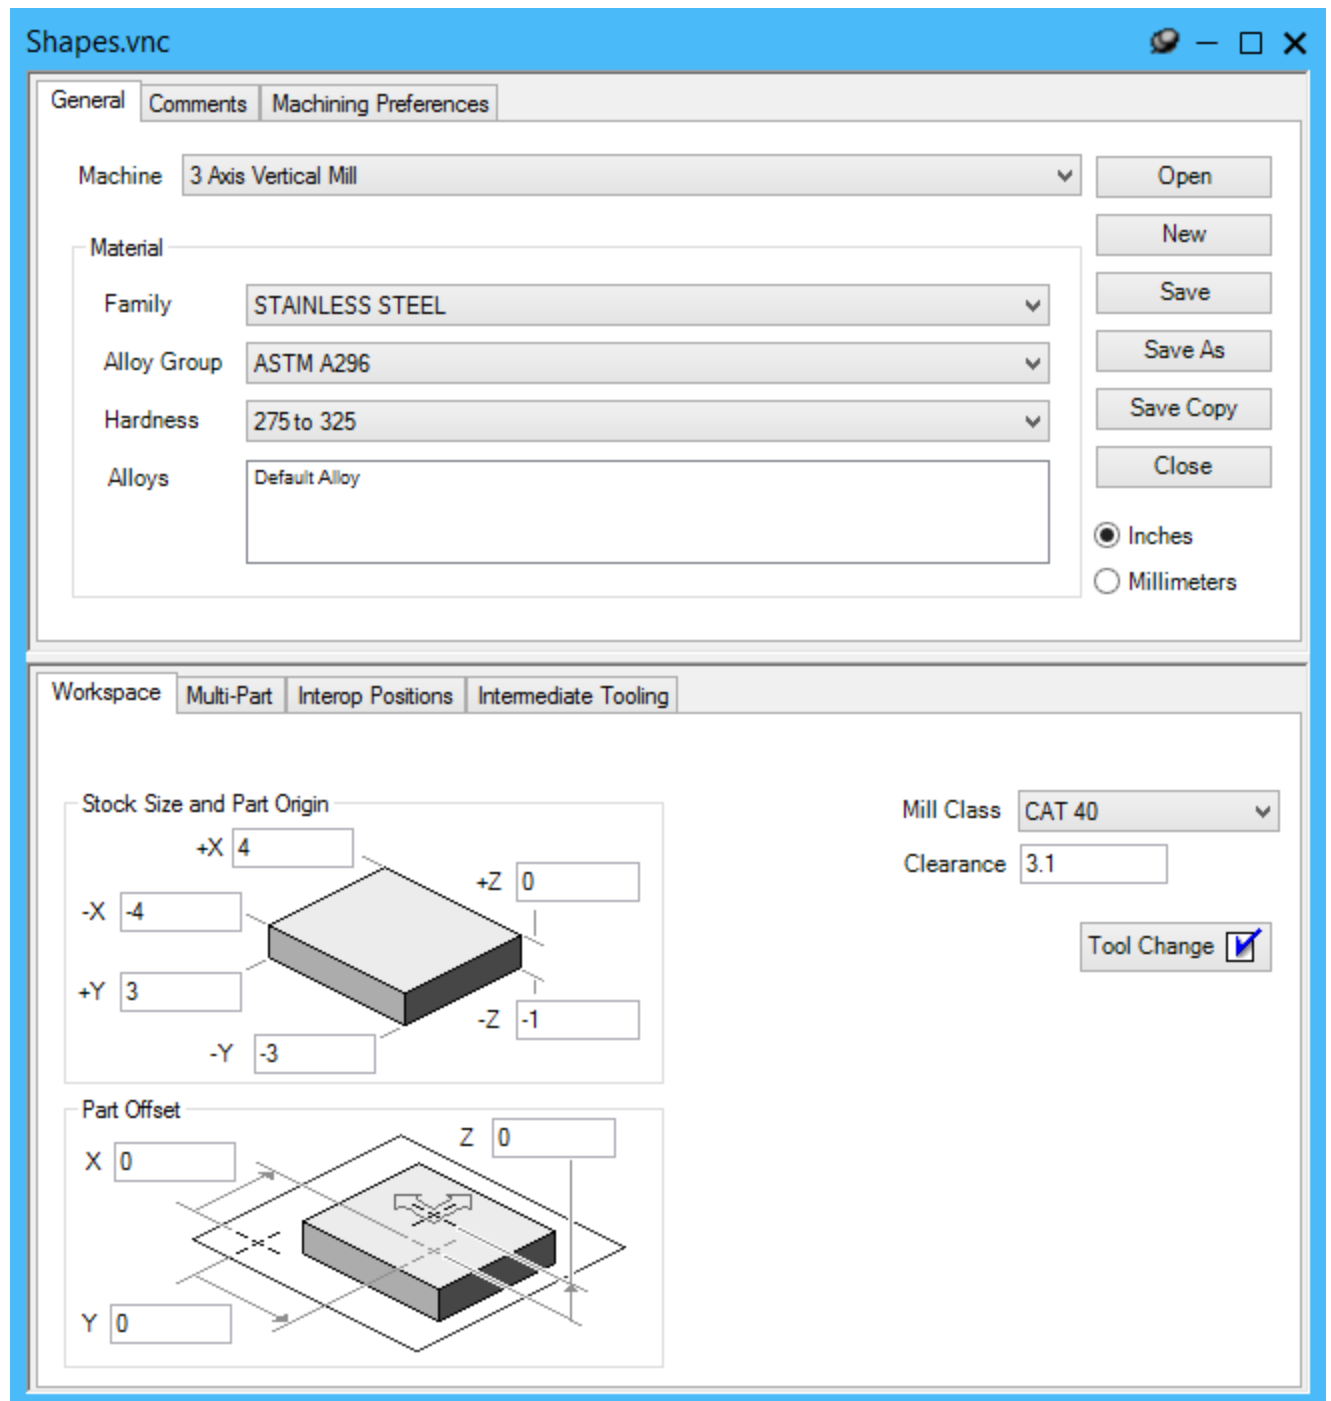 Shapes.vnc
General Comments Machining Preferences
Machine 3 Axis Vertical Mill
Open
New
Save
Save As
Save Copy
Close
Inches
Millimeters
Material
Family STAINLESS STEEL
Alloy Group ASTM A296
Hardness 275 to 325
Alloys Default Alloy
Workspace Multi-Part Interop Positions Intermediate Tooling
Stock Size and Part Origin
+X 4
+Z 0
-X -4
+Y 3
-Z -1
-Y -3
Mill Class CAT 40
Clearance 3.1
Tool Change
Part Offset
Z 0
X 0
Y 0